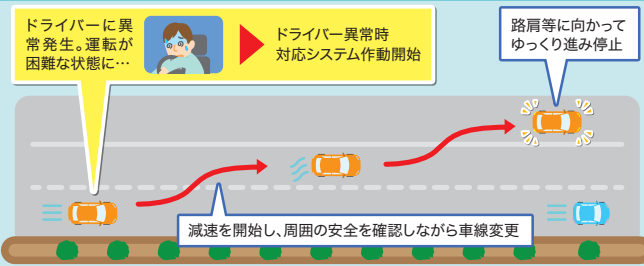 ドライバーに異
常発生。運転が
困難な状態に…
ドライバー異常時
対応システム作動開始
路肩等に向かって
ゆっくり進み停止
減速を開始し、周囲の安全を確認しながら車線変更